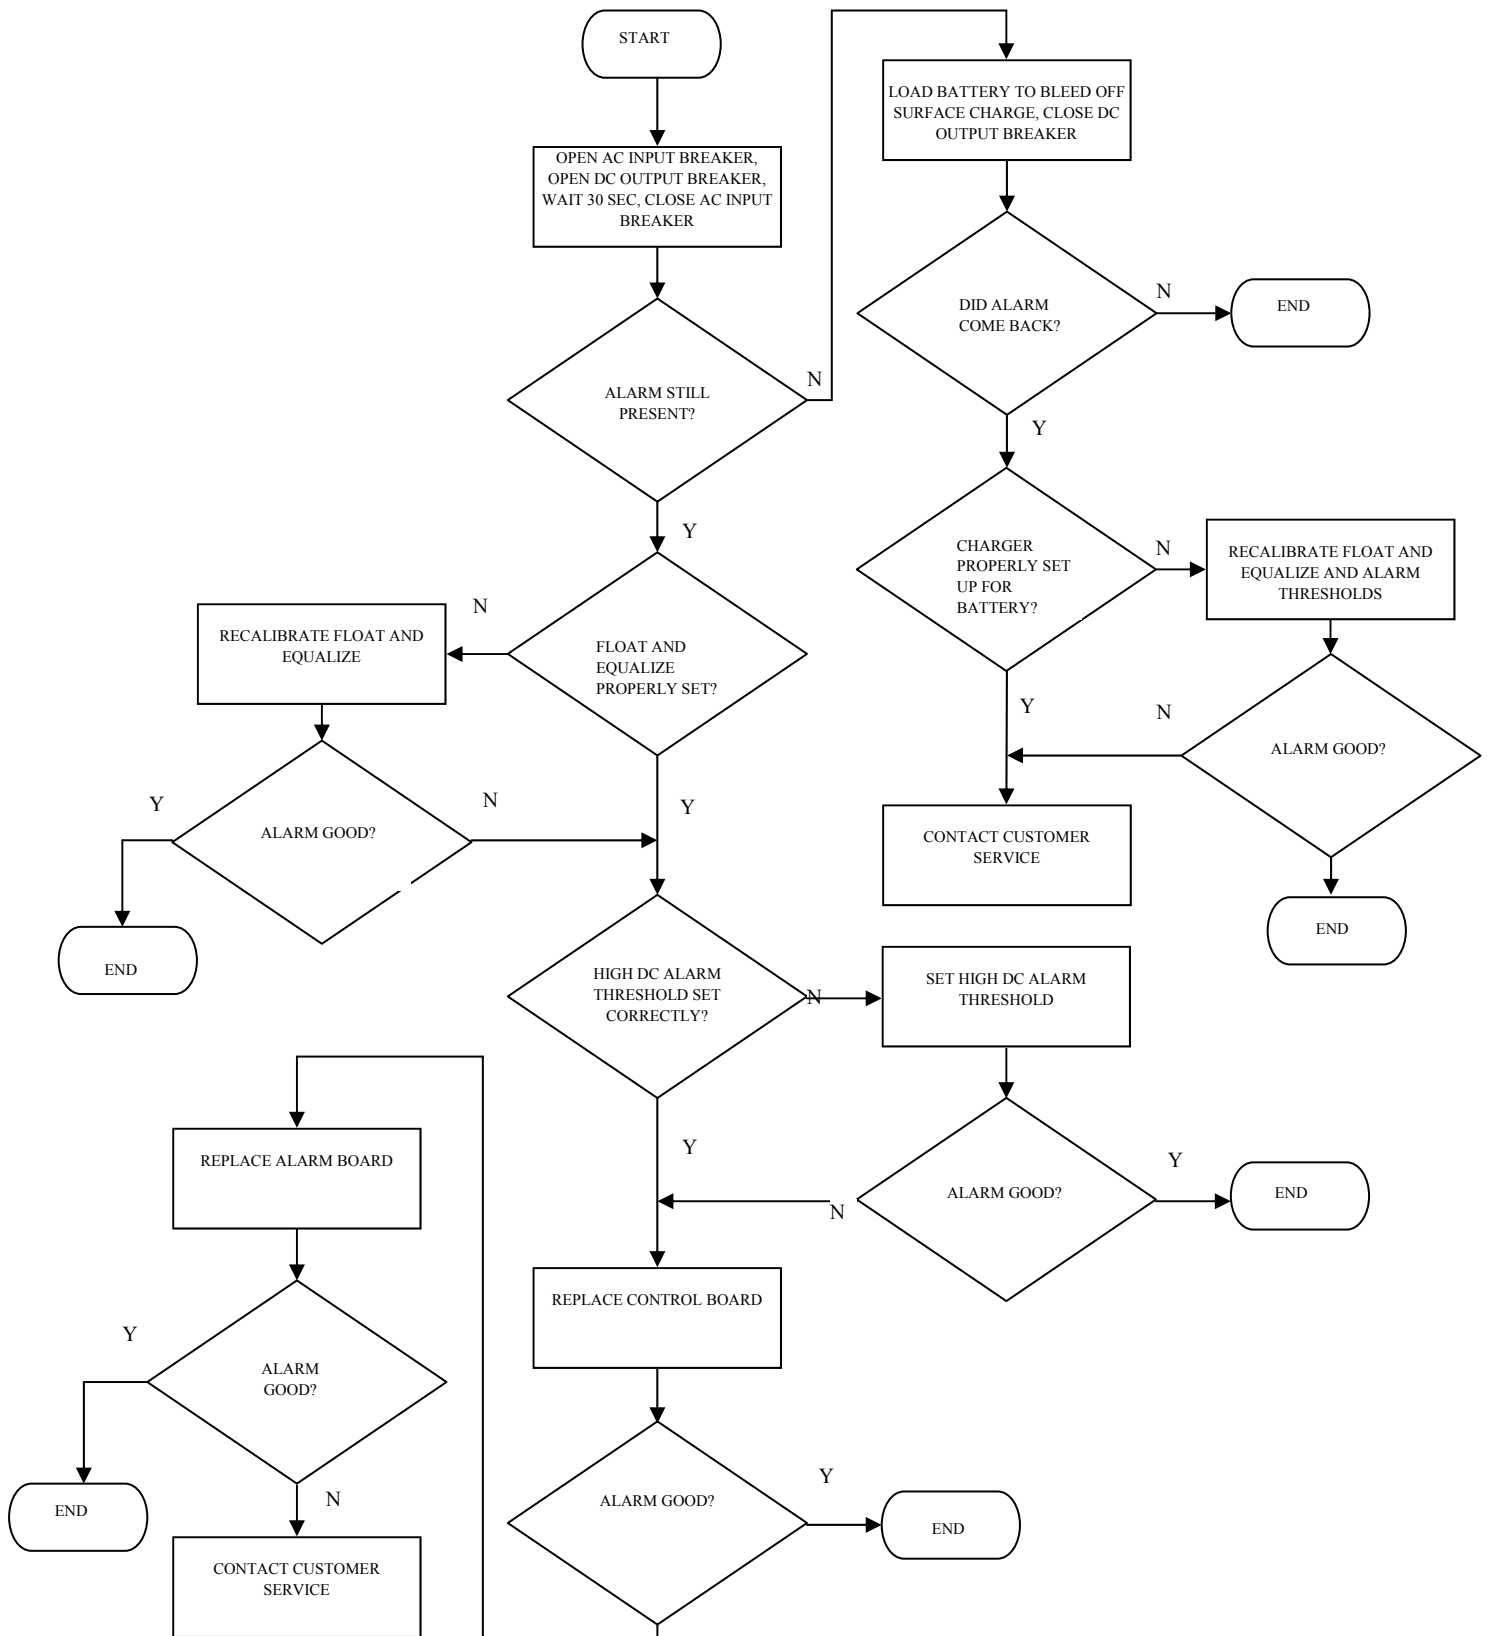 START
OPEN AC INPUT BREAKER,
OPEN DC OUTPUT BREAKER,
WAIT 30 SEC, CLOSE AC INPUT
BREAKER
ALARM STILL
PRESENT?
N
Y
LOAD BATTERY TO BLEED OFF
SURFACE CHARGE, CLOSE DC
OUTPUT BREAKER
DID ALARM
COME BACK?
N
END
Y
CHARGER
PROPERLY SET
UP FOR
BATTERY?
N
RECALIBRATE FLOAT AND
EQUALIZE AND ALARM
THRESHOLDS
Y
N
ALARM GOOD?
CONTACT CUSTOMER
SERVICE
END
FLOAT AND
EQUALIZE
PROPERLY SET?
N
RECALIBRATE FLOAT AND
EQUALIZE
Y
ALARM GOOD?
Y
N
END
HIGH DC ALARM
THRESHOLD SET
CORRECTLY?
N
SET HIGH DC ALARM
THRESHOLD
Y
ALARM GOOD?
N
Y
END
REPLACE CONTROL BOARD
ALARM GOOD?
Y
END
REPLACE ALARM BOARD
ALARM
GOOD?
Y
END
N
CONTACT CUSTOMER
SERVICE